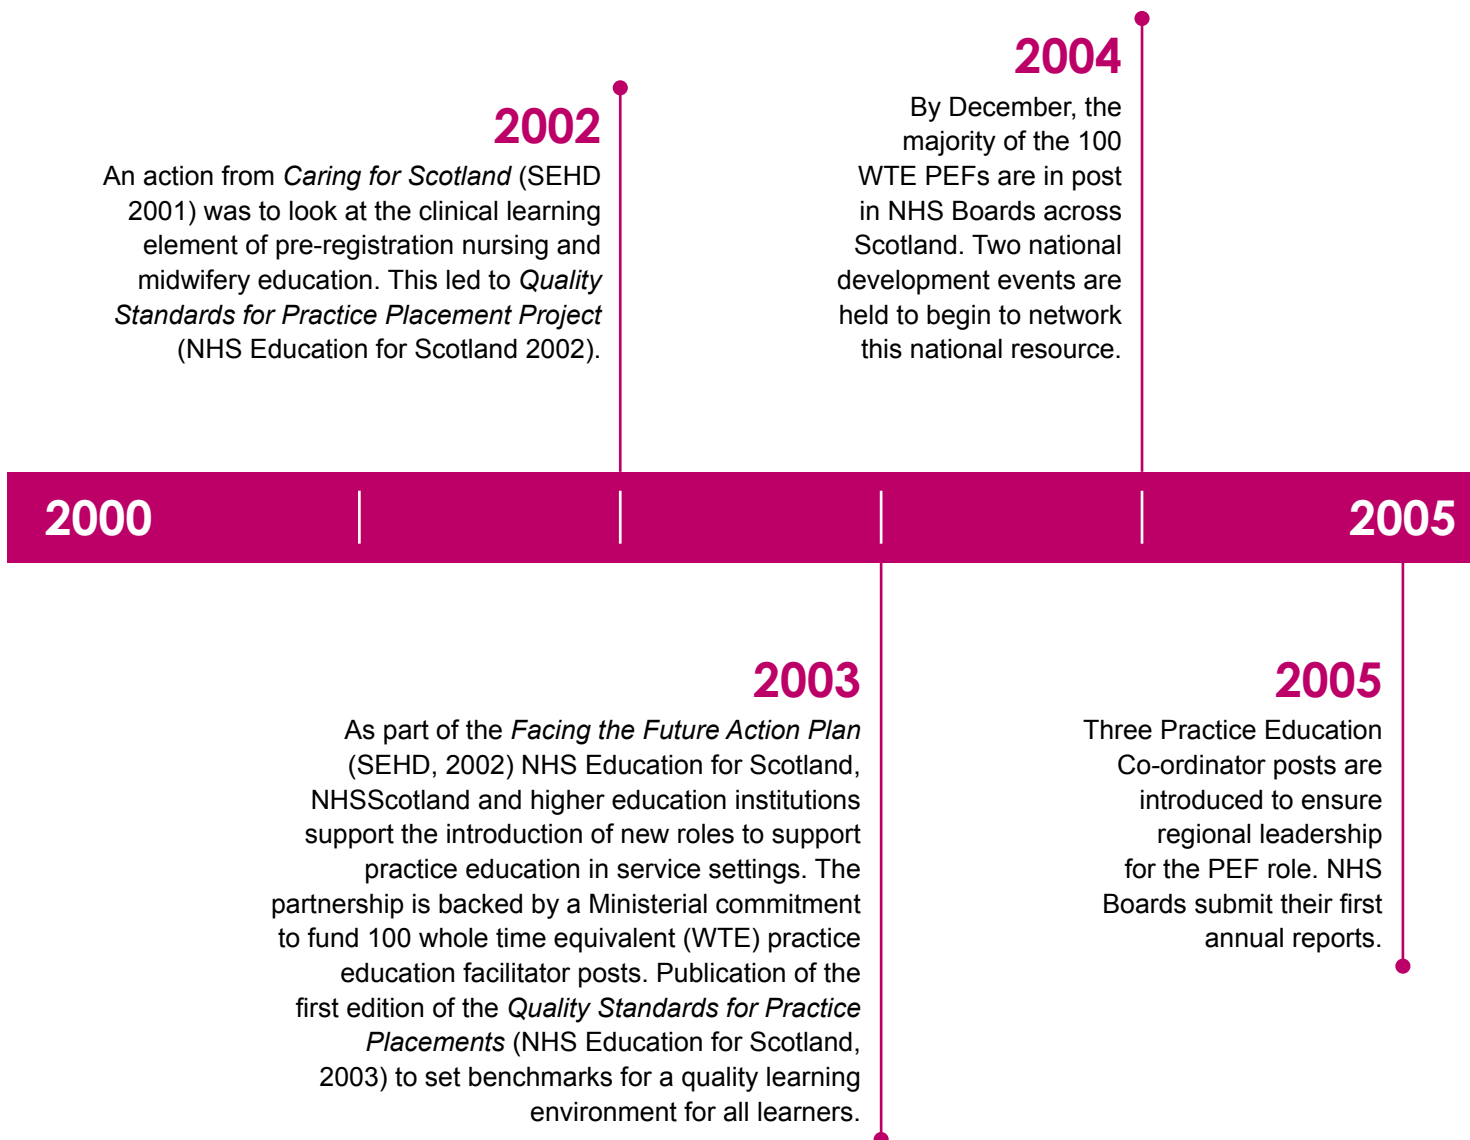 2002
An action from Caring for Scotland (SEHD
2001) was to look at the clinical learning
element of pre-registration nursing and
midwifery education. This led to Quality
Standards for Practice Placement Project
(NHS Education for Scotland 2002).
2004
By December, the
majority of the 100
WTE PEFs are in post
in NHS Boards across
Scotland. Two national
development events are
held to begin to network
this national resource.
2000
2005
2003
As part of the Facing the Future Action Plan
(SEHD, 2002) NHS Education for Scotland,
NHSScotland and higher education institutions
support the introduction of new roles to support
practice education in service settings. The
partnership is backed by a Ministerial commitment
to fund 100 whole time equivalent (WTE) practice
education facilitator posts. Publication of the
first edition of the Quality Standards for Practice
Placements (NHS Education for Scotland,
2003) to set benchmarks for a quality learning
environment for all learners.
2005
Three Practice Education
Co-ordinator posts are
introduced to ensure
regional leadership
for the PEF role. NHS
Boards submit their first
annual reports.